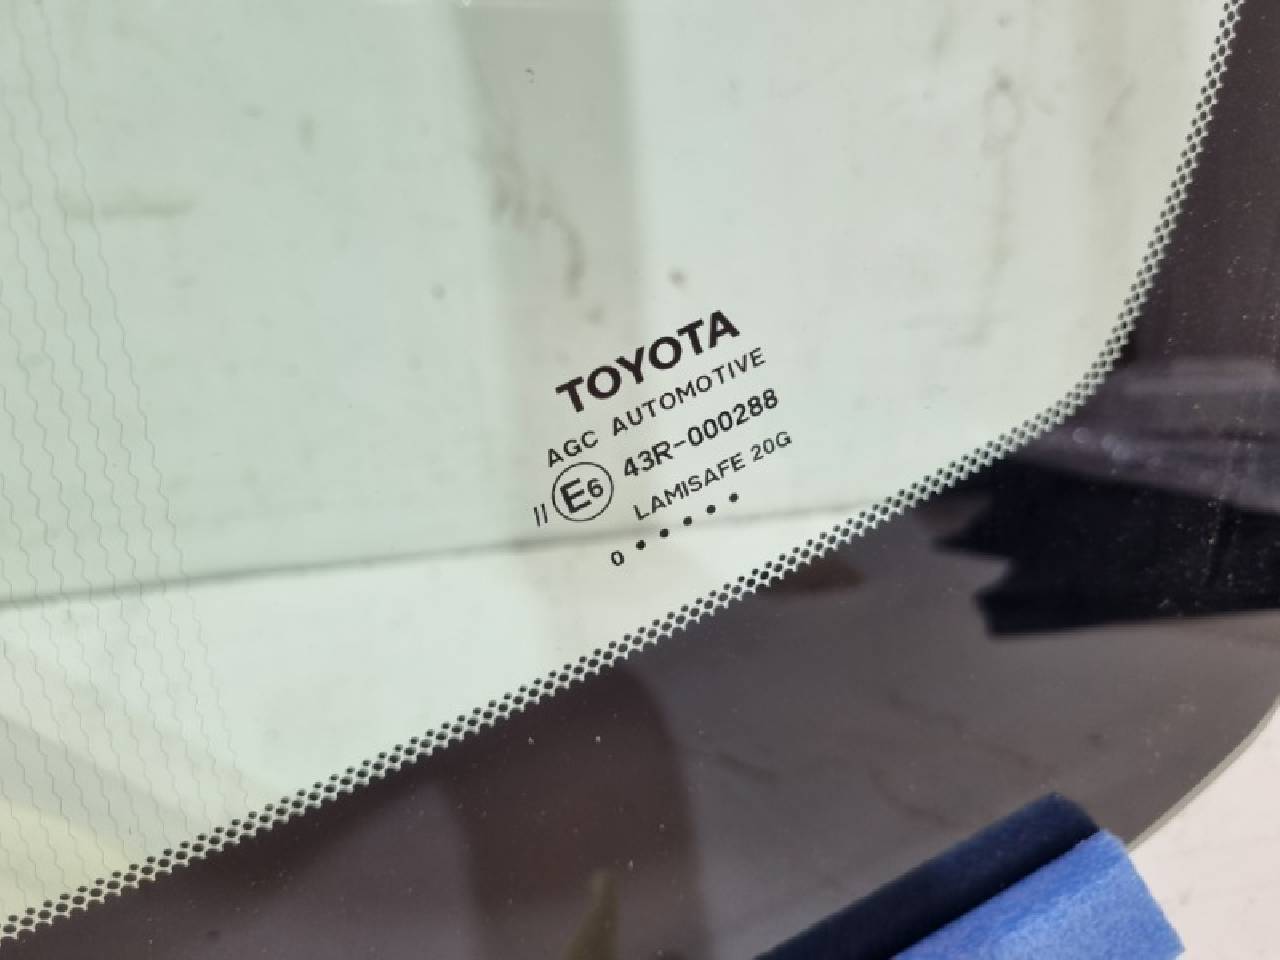 TOYOTA
AGC AUTOMOTIVE
II E6 43R-000288
LAMISAFE 20G
0 • • • • •